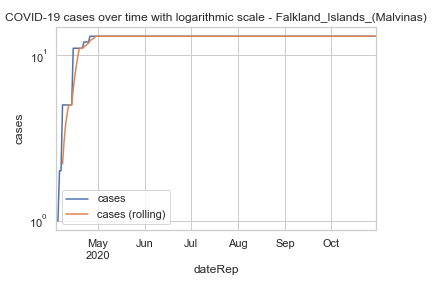 COVID-19 cases over time with logarithmic scale - Falkland_Islands_(Malvinas)
10¹
10⁰
cases
cases
cases (rolling)
May Jun Jul Aug Sep Oct
2020
dateRep